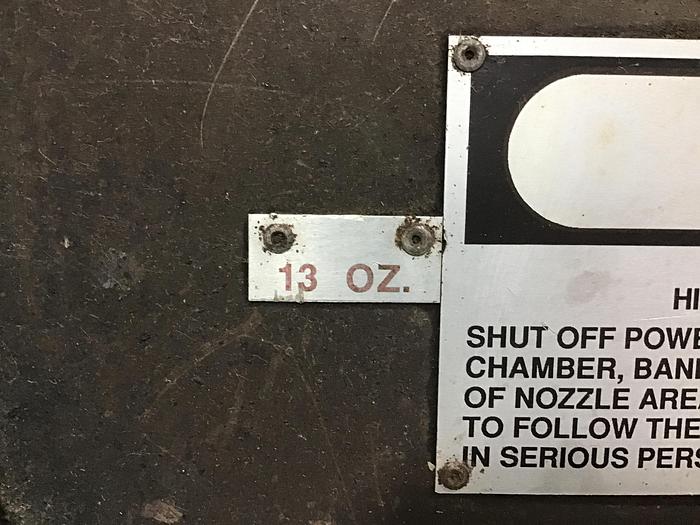 13 OZ.
HI
SHUT OFF POWE
CHAMBER, BAN
OF NOZZLE ARE
TO FOLLOW THE
IN SERIOUS PERS